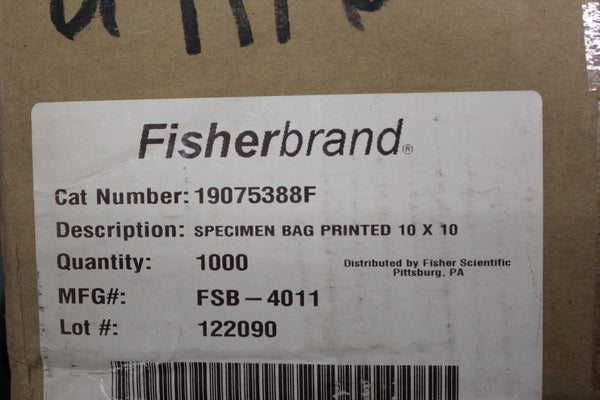 Fisherbrand®
Cat Number: 19075388F
Description: SPECIMEN BAG PRINTED 10 X 10
Quantity: 1000
Distributed by Fisher Scientific
Pittsburg, PA
MFG#: FSB - 4011
Lot #: 122090